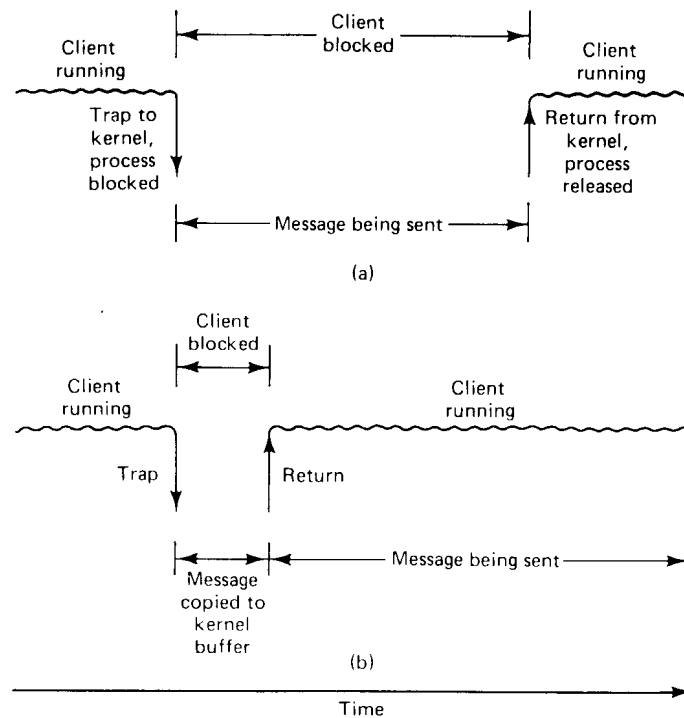 Client
blocked
Client
running
Client
running
Trap to
kernel,
process
blocked
Return from
kernel,
process
released
Message being sent
(a)
Client
blocked
Client
running
Client
running
Trap
Return
Message
copied to
kernel
buffer
Message being sent
(b)
Time